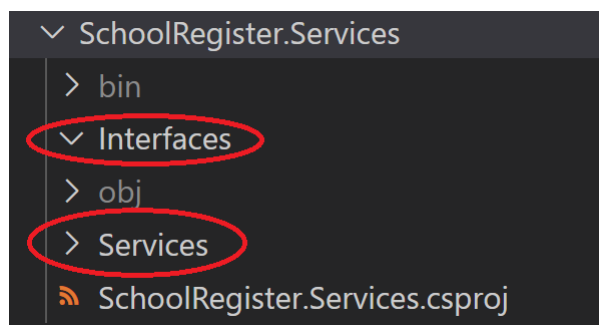 SchoolRegister.Services
bin
Interfaces
obj
Services
SchoolRegister.Services.csproj